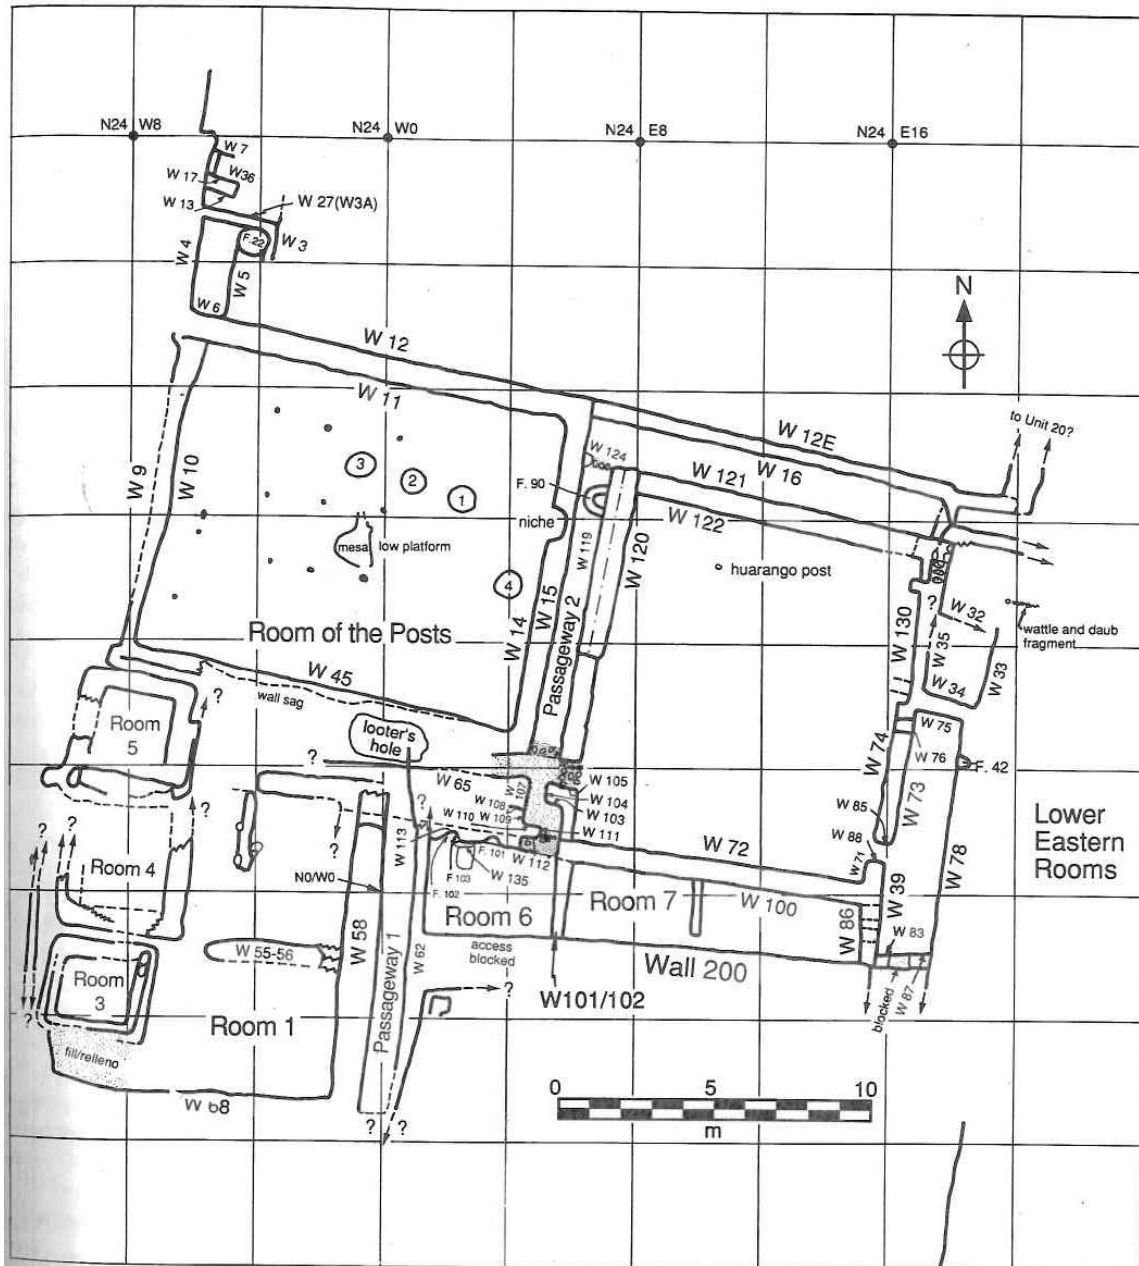 N24 W8
N24 W0
N24 E8
N24 E16
W 7
W 17
W36
W 13
W 27(W3A)
W 4
F.22
W 3
W 5
W 6
N
W 12
W 11
W 12E
to Unit 20?
W 9
W 10
3
2
1
W 124
W 16
W 121
F. 90
niche
W 122
mesa
low platform
W 119
W 120
huarango post
4
W 130
?
W 32
wattle and daub
fragment
W 14
W 15
Passageway 2
W 35
W 33
W 34
Room of the Posts
W 45
wall sag
?
Room
5
looter's
hole
W 75
W 76
W 74
F. 42
?
W 65
W 107
W 105
W 104
W 103
W 108
W 109
W 110
W 111
W 73
W 85
W 88
Lower
Eastern
Rooms
?
?
?
?
W 113
?
F. 101
W 112
W 72
W 71
W 78
Room 4
N0/W0
F 103
F. 102
W 135
Room 6
Room 7
W 100
W 39
W 86
W 83
W 55-56
W 58
Passageway 1
W 62
access
blocked
Wall 200
blocked
W 87
Room
3
?
?
W101/102
Room 1
fill/relleno
W 68
0 5 10
m
? ?